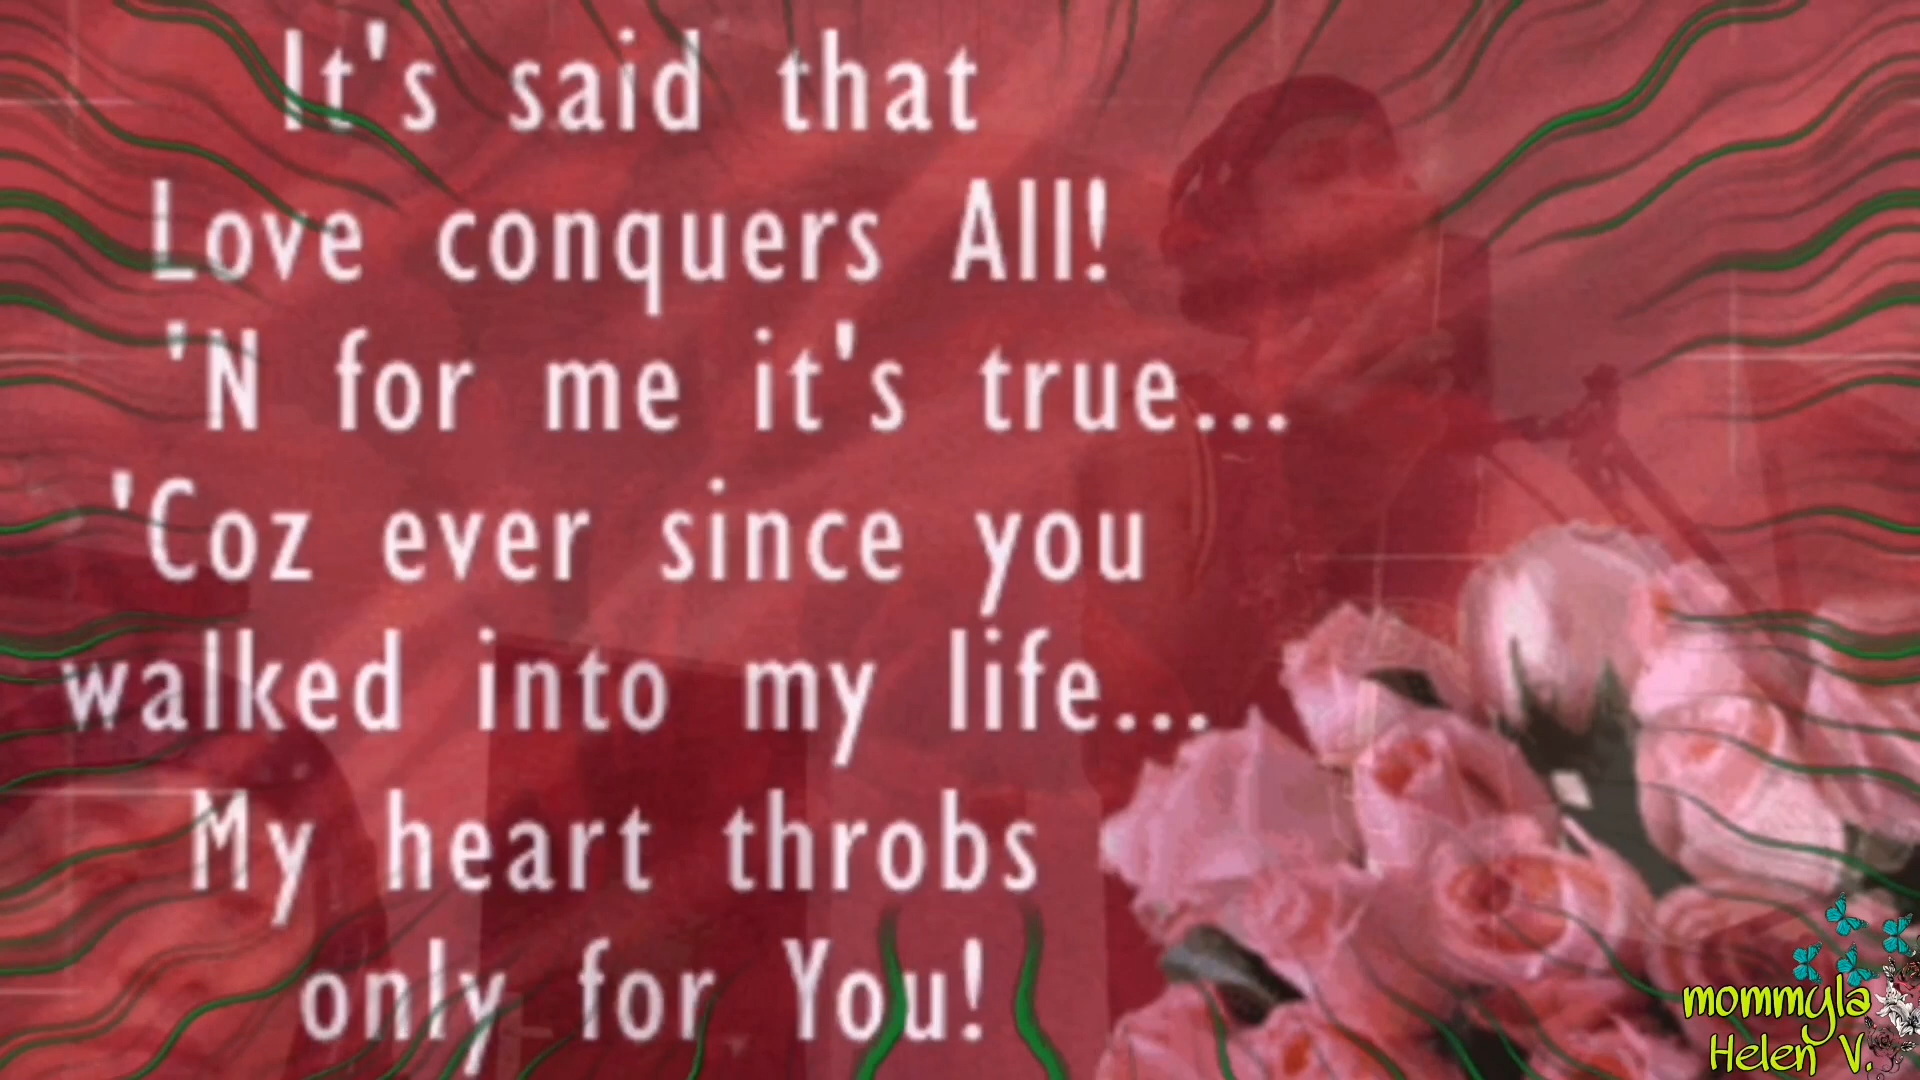 It's said that
Love conquers All!
'N for me it's true...
'Coz ever since you
walked into my life...
My heart throbs
only for You!
mommyla
Helen V.